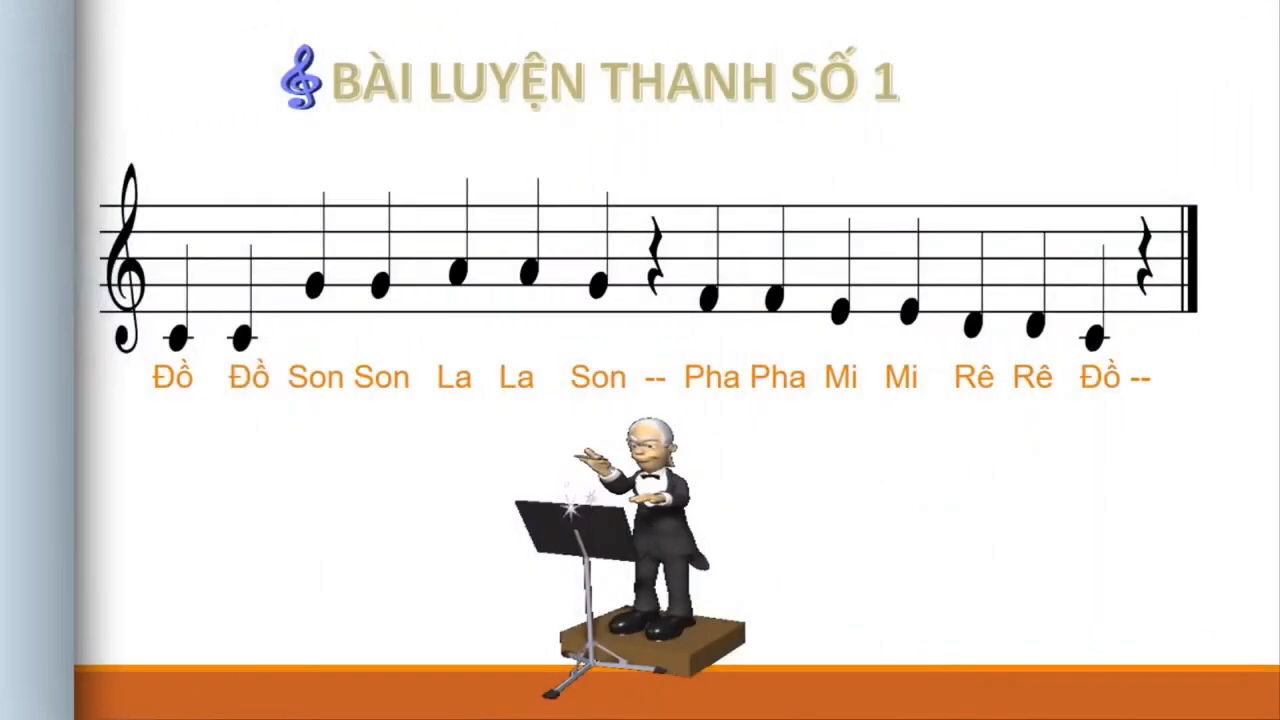 BÀI LUYỆN THANH SỐ 1
Đồ Đồ Son Son La La Son -- Pha Pha Mi Mi Rê Rê Đồ --